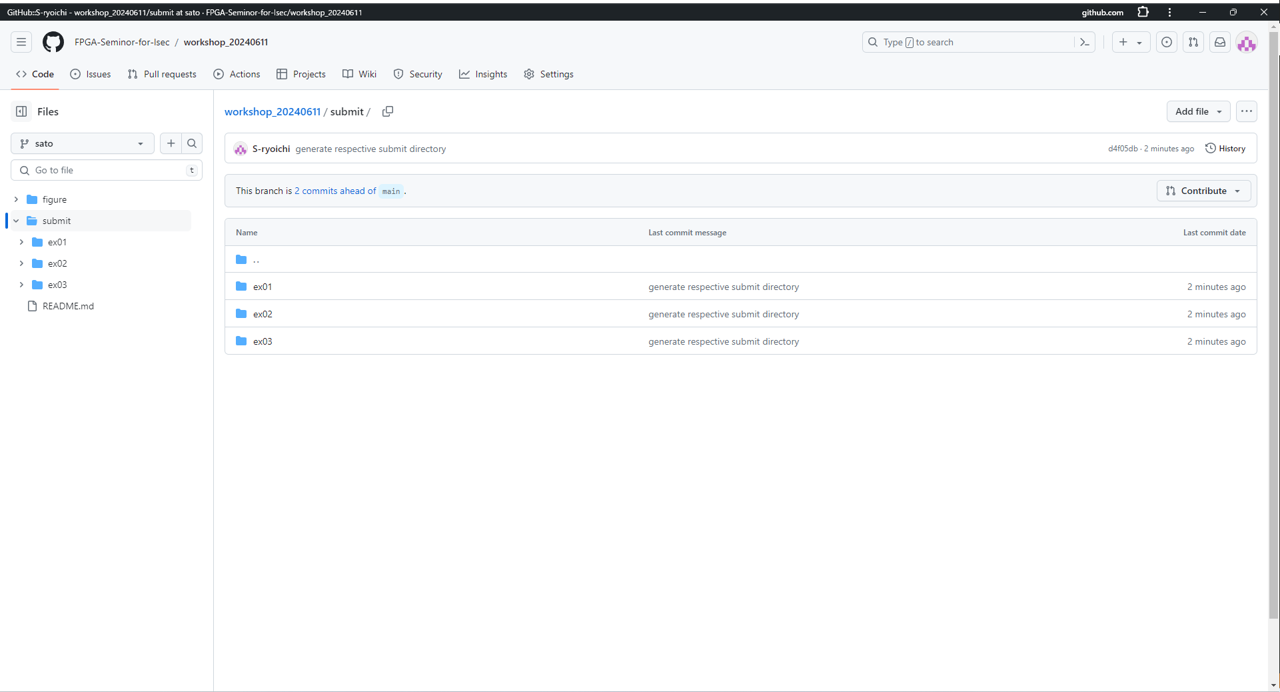 GitHub::S-ryoichi - workshop_20240611/submit at sato · FPGA-Seminor-for-Isec/workshop_20240611
github.com
FPGA-Seminor-for-Isec / workshop_20240611
Type / to search
Code Issues Pull requests Actions Projects Wiki Security Insights Settings
Files
sato
Go to file t
figure
submit
ex01
ex02
ex03
README.md
workshop_20240611 / submit /
Add file
S-ryoichi generate respective submit directory
d4f05db · 2 minutes ago History
This branch is 2 commits ahead of main .
Contribute
Name Last commit message Last commit date
..
ex01 generate respective submit directory 2 minutes ago
ex02 generate respective submit directory 2 minutes ago
ex03 generate respective submit directory 2 minutes ago